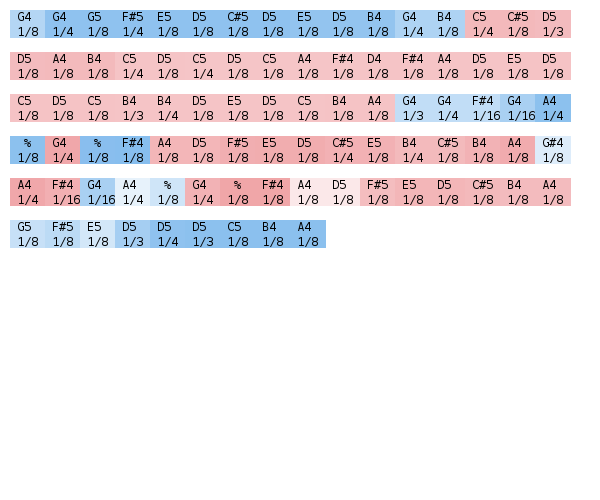 G4 G4 G5 F#5 E5 D5 C#5 D5 E5 D5 B4 G4 B4 C5 C#5 D5
1/8 1/4 1/8 1/4 1/8 1/8 1/8 1/8 1/8 1/8 1/8 1/4 1/8 1/4 1/8 1/3
D5 A4 B4 C5 D5 C4 D5 C5 A4 F#4 D4 F#4 A4 D5 E5 D5
1/8 1/8 1/8 1/4 1/8 1/4 1/8 1/8 1/8 1/8 1/8 1/8 1/8 1/8 1/8 1/8
C5 D5 C5 B4 B4 D5 E5 D5 C5 B4 A4 G4 G4 F#4 G4 A4
1/8 1/8 1/8 1/3 1/4 1/8 1/8 1/8 1/8 1/8 1/8 1/3 1/4 1/16 1/16 1/4
% G4 % F#4 A4 D5 F#5 E5 D5 C#5 E5 B4 C#5 B4 A4 G#4
1/8 1/4 1/8 1/8 1/8 1/8 1/8 1/8 1/8 1/4 1/8 1/4 1/8 1/8 1/8 1/8
A4 F#4 G4 A4 % G4 % F#4 A4 D5 F#5 E5 D5 C#5 B4 A4
1/4 1/16 1/16 1/4 1/8 1/4 1/8 1/8 1/8 1/8 1/8 1/8 1/8 1/8 1/8 1/8
G5 F#5 E5 D5 D5 D5 C5 B4 A4
1/8 1/8 1/8 1/3 1/4 1/3 1/8 1/8 1/8